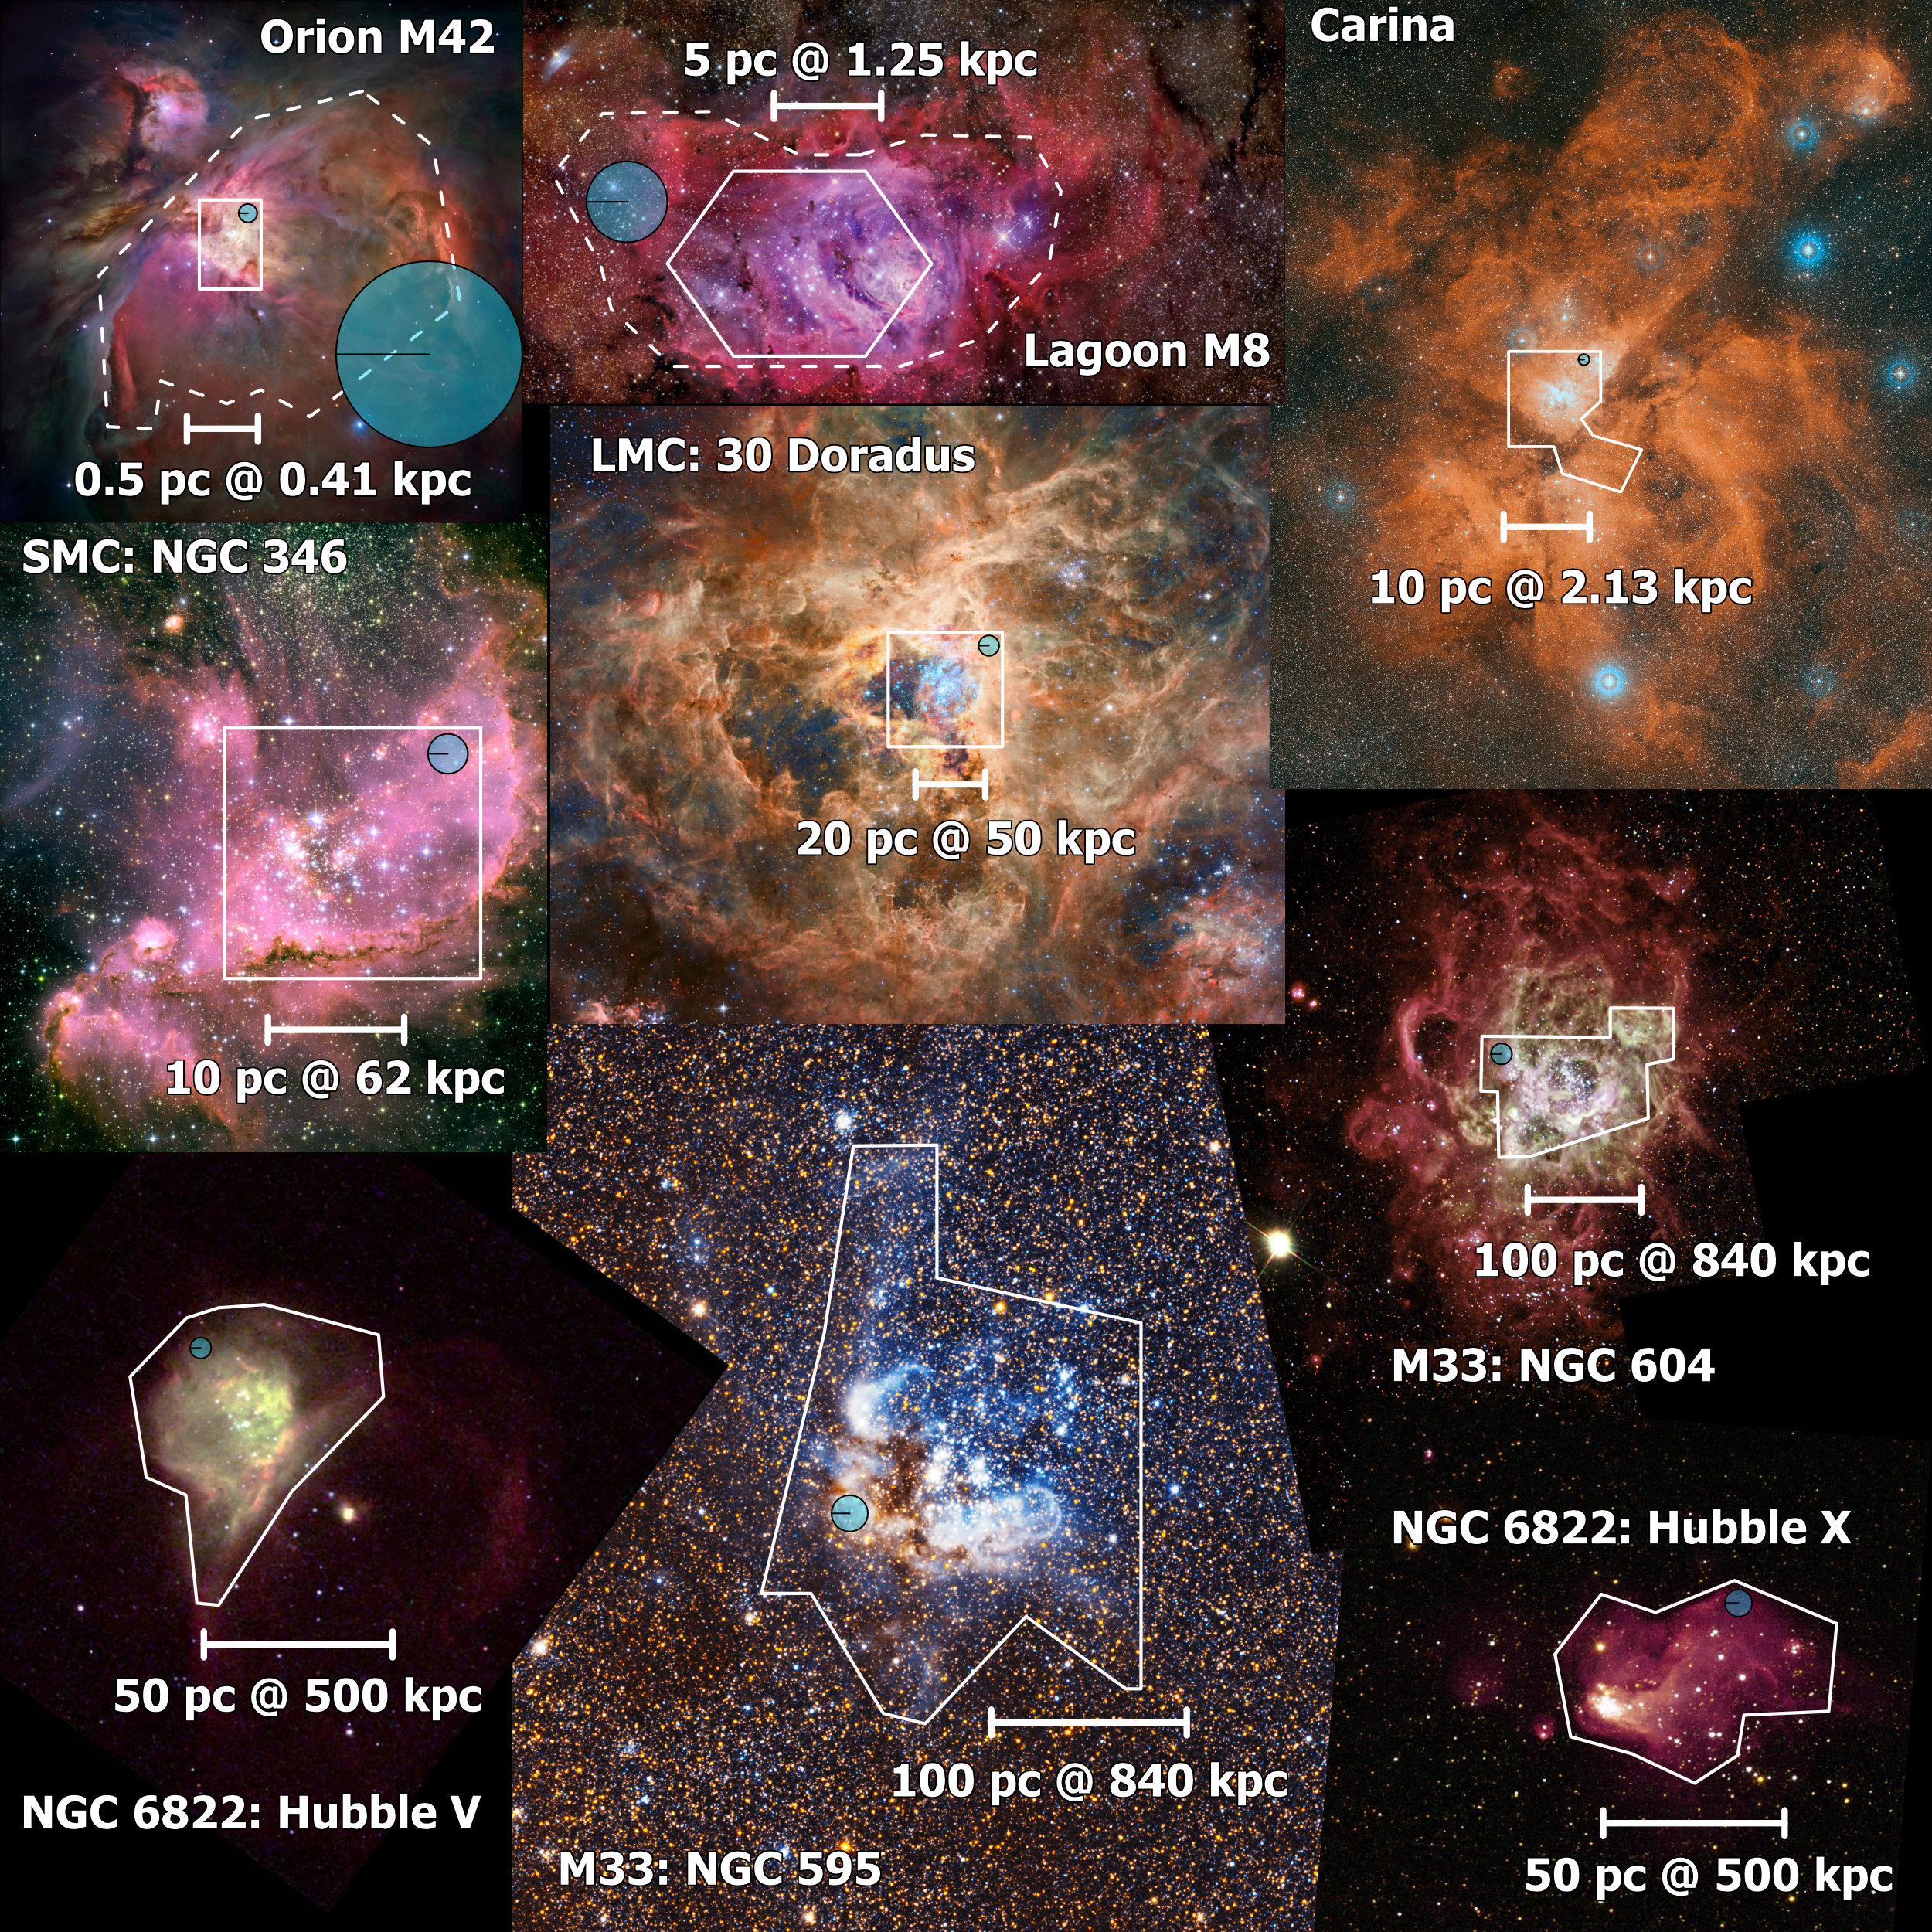 Orion M42
0.5 pc @ 0.41 kpc
5 pc @ 1.25 kpc
Lagoon M8
Carina
10 pc @ 2.13 kpc
SMC: NGC 346
10 pc @ 62 kpc
LMC: 30 Doradus
20 pc @ 50 kpc
100 pc @ 840 kpc
M33: NGC 604
50 pc @ 500 kpc
NGC 6822: Hubble V
100 pc @ 840 kpc
M33: NGC 595
NGC 6822: Hubble X
50 pc @ 500 kpc